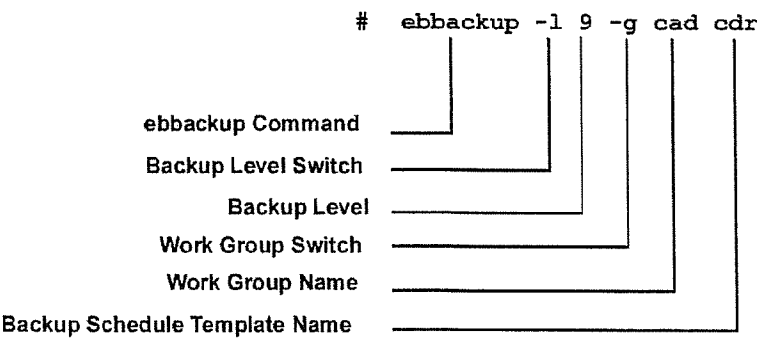 # ebbackup -l 9 -g cad cdr
ebbackup Command
Backup Level Switch
Backup Level
Work Group Switch
Work Group Name
Backup Schedule Template Name